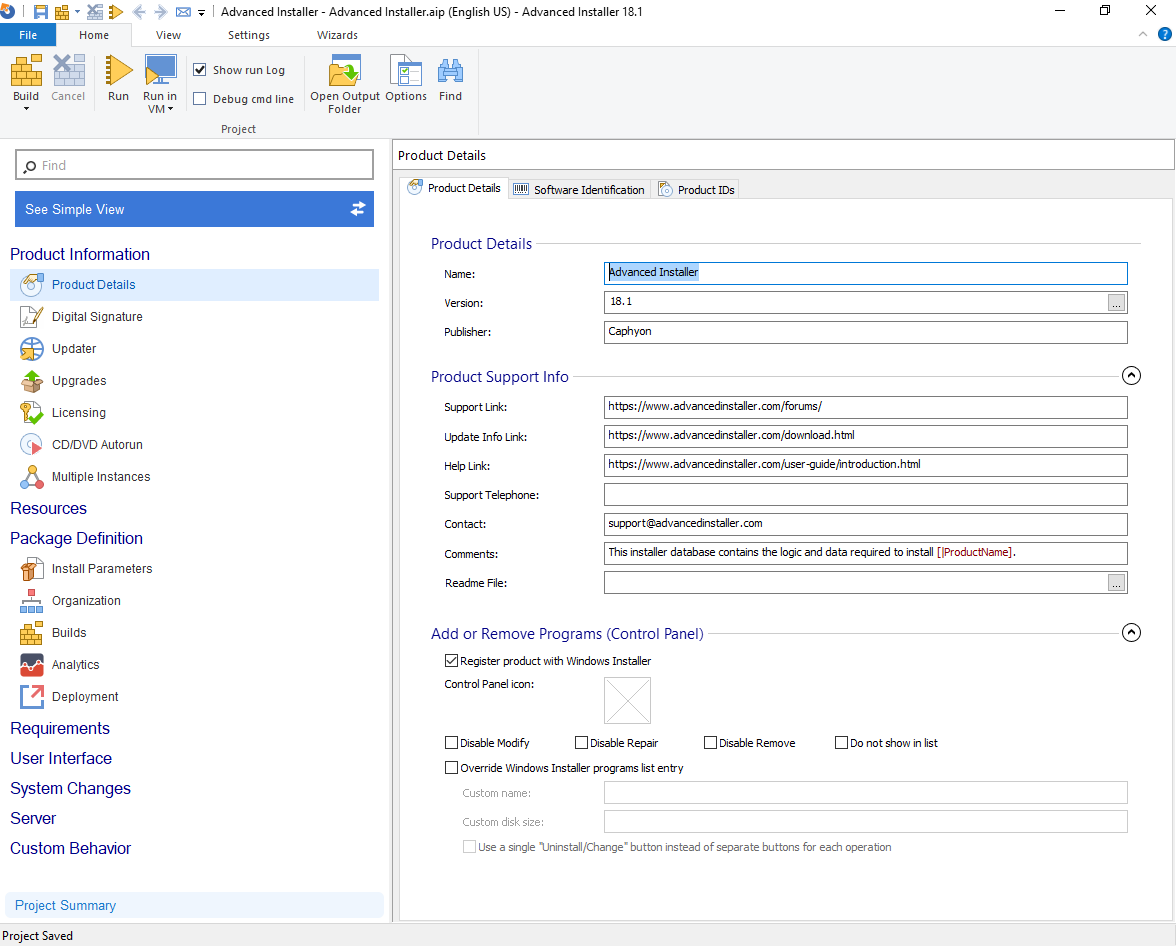 Advanced Installer - Advanced Installer.aip (English US) - Advanced Installer 18.1
File Home View Settings Wizards
Build
Cancel
Run
Run in
VM
Show run Log
Debug cmd line
Open Output
Folder
Options
Find
Project
Find
See Simple View
Product Information
Product Details
Digital Signature
Updater
Upgrades
Licensing
CD/DVD Autorun
Multiple Instances
Resources
Package Definition
Install Parameters
Organization
Builds
Analytics
Deployment
Requirements
User Interface
System Changes
Server
Custom Behavior
Project Summary
Product Details
Product Details Software Identification Product IDs
Product Details
Name: Advanced Installer
Version: 18.1 ...
Publisher: Caphyon
Product Support Info
Support Link: https://www.advancedinstaller.com/forums/
Update Info Link: https://www.advancedinstaller.com/download.html
Help Link: https://www.advancedinstaller.com/user-guide/introduction.html
Support Telephone:
Contact: support@advancedinstaller.com
Comments: This installer database contains the logic and data required to install [|ProductName].
Readme File: ...
Add or Remove Programs (Control Panel)
Register product with Windows Installer
Control Panel icon:
Disable Modify Disable Repair Disable Remove Do not show in list
Override Windows Installer programs list entry
Custom name:
Custom disk size:
Use a single "Uninstall/Change" button instead of separate buttons for each operation
Project Saved